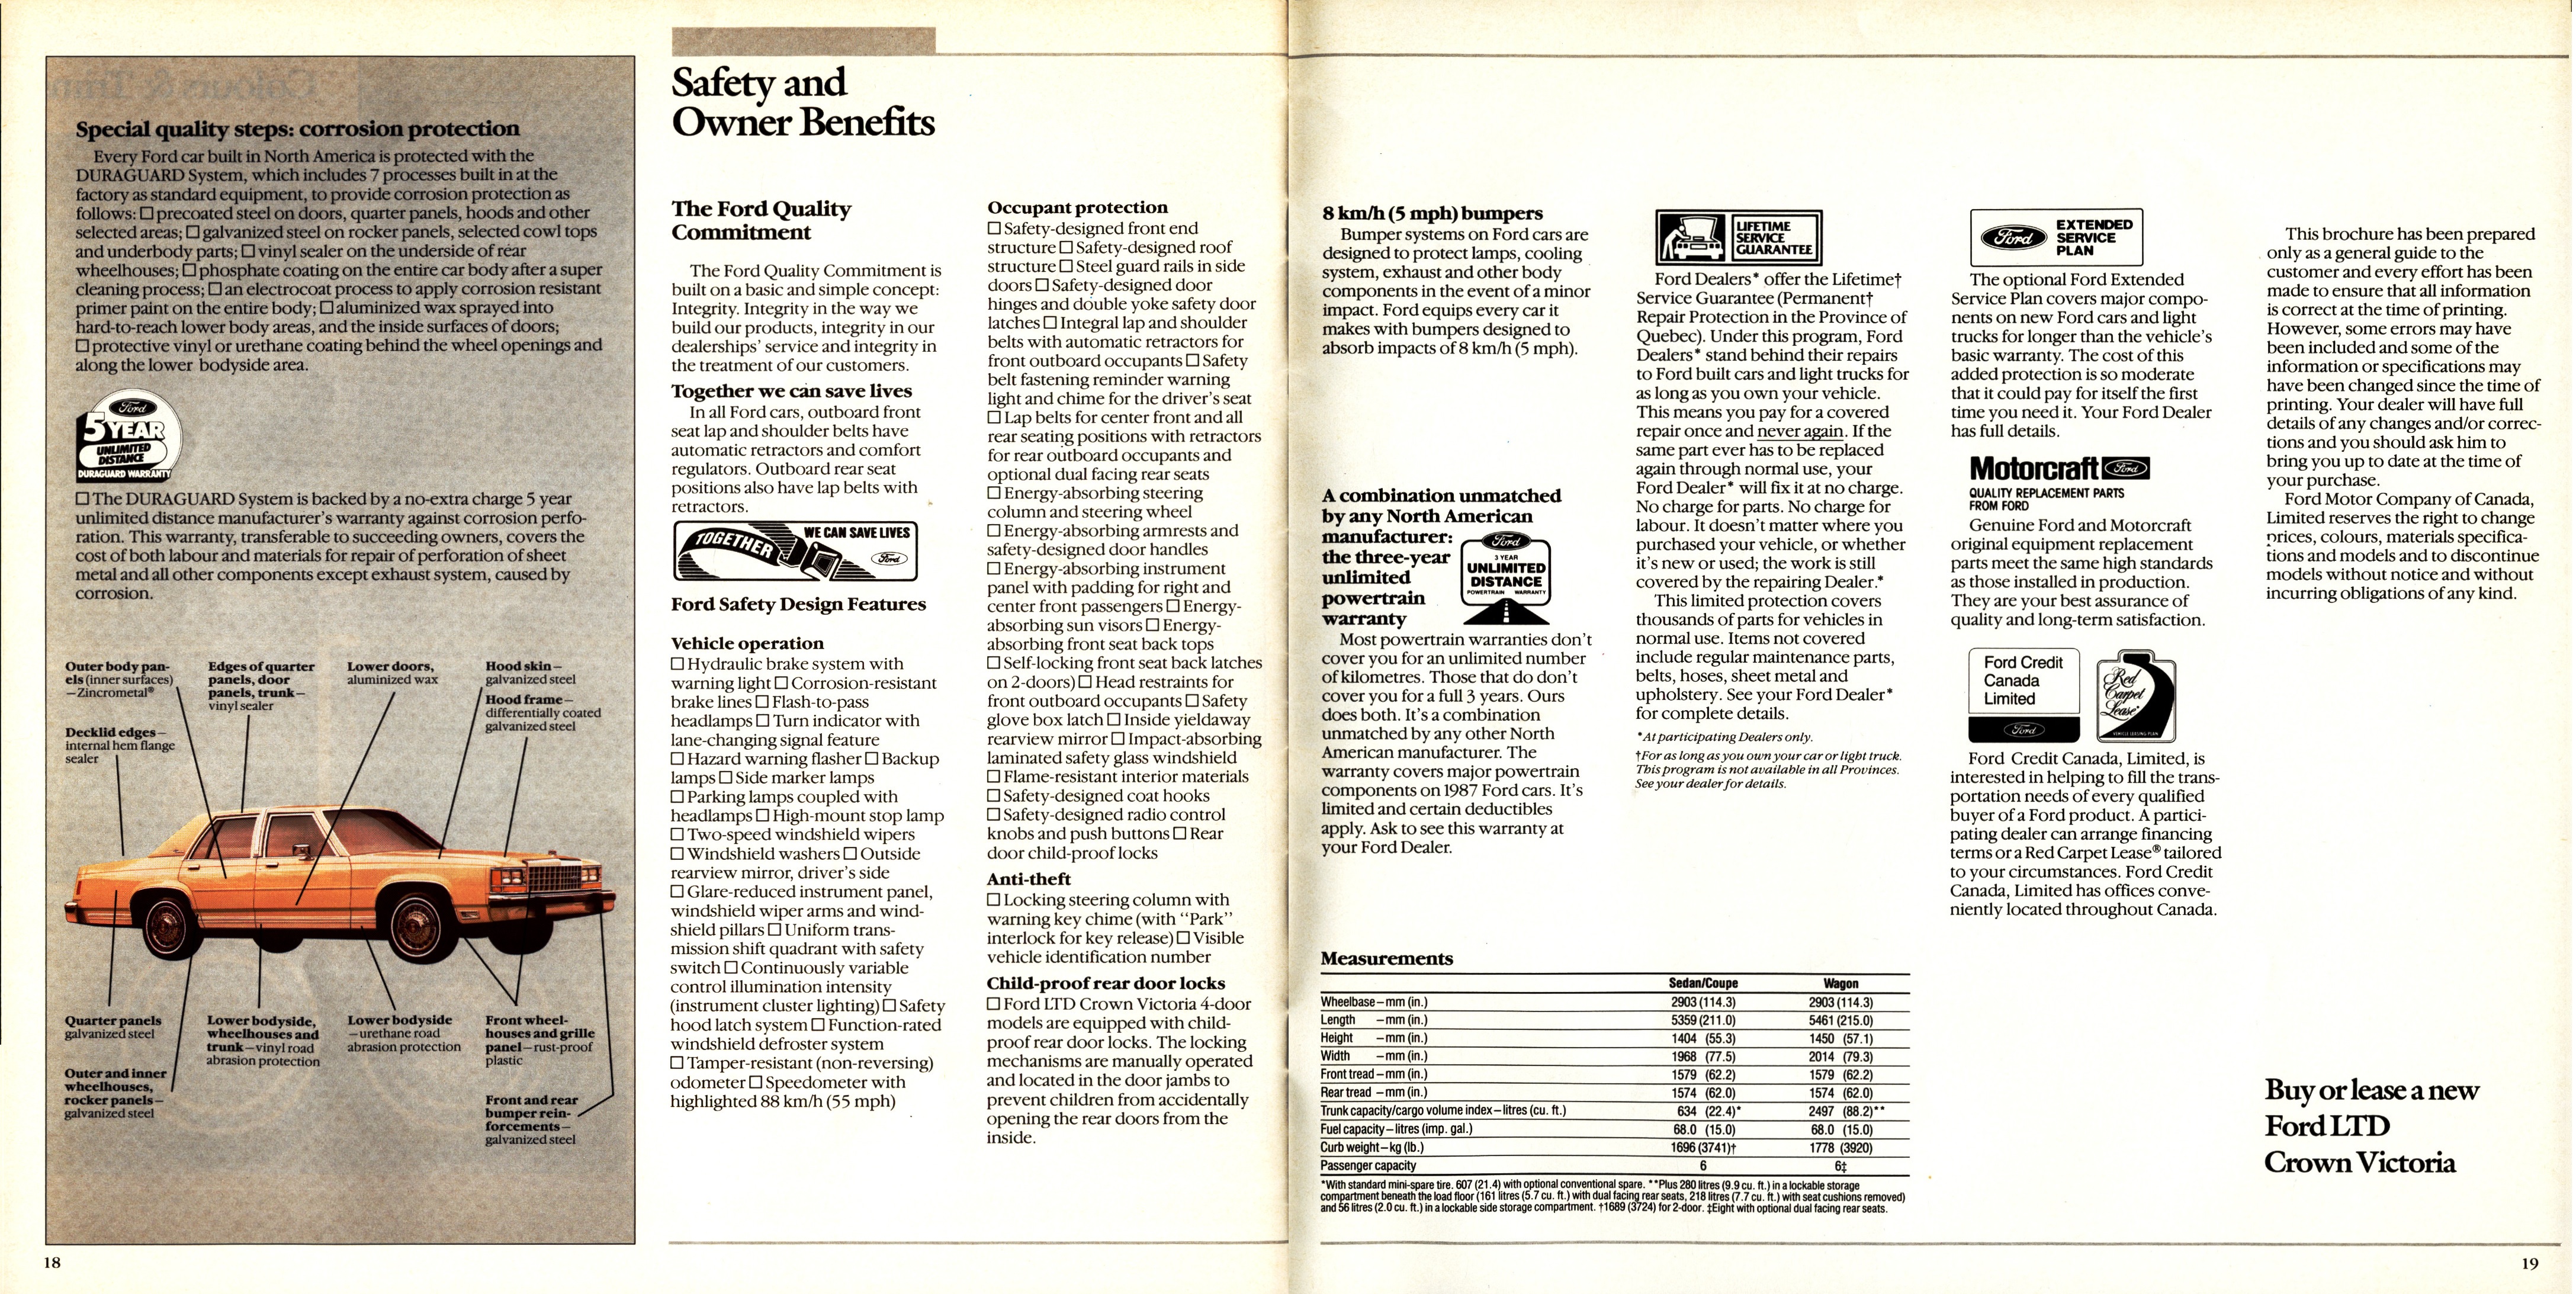 Special quality steps: corrosion protection
Every Ford car built in North America is protected with the
DURAGUARD System, which includes 7 processes built in at the
factory as standard equipment, to provide corrosion protection as
follows: ☐ precoated steel on doors, quarter panels, hoods and other
selected areas; ☐ galvanized steel on rocker panels, selected cowl tops
and underbody parts; ☐ vinyl sealer on the underside of rear
wheelhouses; ☐ phosphate coating on the entire car body after a super
cleaning process; ☐ an electrocoat process to apply corrosion resistant
primer paint on the entire body; ☐ aluminized wax sprayed into
hard-to-reach lower body areas, and the inside surfaces of doors;
☐ protective vinyl or urethane coating behind the wheel openings and
along the lower bodyside area.
Ford
5 YEAR
UNLIMITED
DISTANCE
DURAGUARD WARRANTY
☐ The DURAGUARD System is backed by a no-extra charge 5 year
unlimited distance manufacturer's warranty against corrosion perfo-
ration. This warranty, transferable to succeeding owners, covers the
cost of both labour and materials for repair of perforation of sheet
metal and all other components except exhaust system, caused by
corrosion.
Outer body pan-
els (inner surfaces)
—Zincrometal®
Edges of quarter
panels, door
panels, trunk—
vinyl sealer
Lower doors,
aluminized wax
Hood skin—
galvanized steel
Hood frame—
differentially coated
galvanized steel
Decklid edges—
internal hem flange
sealer
Quarter panels
galvanized steel
Outer and inner
wheelhouses,
rocker panels—
galvanized steel
Lower bodyside,
wheelhouses and
trunk—vinyl road
abrasion protection
Lower bodyside
—urethane road
abrasion protection
Front wheel-
houses and grille
panel—rust-proof
plastic
Front and rear
bumper rein-
forcements—
galvanized steel
18
Safety and
Owner Benefits
The Ford Quality
Commitment
The Ford Quality Commitment is
built on a basic and simple concept:
Integrity. Integrity in the way we
build our products, integrity in our
dealerships' service and integrity in
the treatment of our customers.
Together we can save lives
In all Ford cars, outboard front
seat lap and shoulder belts have
automatic retractors and comfort
regulators. Outboard rear seat
positions also have lap belts with
retractors.
TOGETHER WE CAN SAVE LIVES
Ford
Ford Safety Design Features
Vehicle operation
☐ Hydraulic brake system with
warning light ☐ Corrosion-resistant
brake lines ☐ Flash-to-pass
headlamps ☐ Turn indicator with
lane-changing signal feature
☐ Hazard warning flasher ☐ Backup
lamps ☐ Side marker lamps
☐ Parking lamps coupled with
headlamps ☐ High-mount stop lamp
☐ Two-speed windshield wipers
☐ Windshield washers ☐ Outside
rearview mirror, driver's side
☐ Glare-reduced instrument panel,
windshield wiper arms and wind-
shield pillars ☐ Uniform trans-
mission shift quadrant with safety
switch ☐ Continuously variable
control illumination intensity
(instrument cluster lighting) ☐ Safety
hood latch system ☐ Function-rated
windshield defroster system
☐ Tamper-resistant (non-reversing)
odometer ☐ Speedometer with
highlighted 88 km/h (55 mph)
Occupant protection
☐ Safety-designed front end
structure ☐ Safety-designed roof
structure ☐ Steel guard rails in side
doors ☐ Safety-designed door
hinges and double yoke safety door
latches ☐ Integral lap and shoulder
belts with automatic retractors for
front outboard occupants ☐ Safety
belt fastening reminder warning
light and chime for the driver's seat
☐ Lap belts for center front and all
rear seating positions with retractors
for rear outboard occupants and
optional dual facing rear seats
☐ Energy-absorbing steering
column and steering wheel
☐ Energy-absorbing armrests and
safety-designed door handles
☐ Energy-absorbing instrument
panel with padding for right and
center front passengers ☐ Energy-
absorbing sun visors ☐ Energy-
absorbing front seat back tops
☐ Self-locking front seat back latches
on 2-doors) ☐ Head restraints for
front outboard occupants ☐ Safety
glove box latch ☐ Inside yieldaway
rearview mirror ☐ Impact-absorbing
laminated safety glass windshield
☐ Flame-resistant interior materials
☐ Safety-designed coat hooks
☐ Safety-designed radio control
knobs and push buttons ☐ Rear
door child-proof locks
Anti-theft
☐ Locking steering column with
warning key chime (with "Park"
interlock for key release) ☐ Visible
vehicle identification number
Child-proof rear door locks
☐ Ford LTD Crown Victoria 4-door
models are equipped with child-
proof rear door locks. The locking
mechanisms are manually operated
and located in the door jambs to
prevent children from accidentally
opening the rear doors from the
inside.
8 km/h (5 mph) bumpers
Bumper systems on Ford cars are
designed to protect lamps, cooling
system, exhaust and other body
components in the event of a minor
impact. Ford equips every car it
makes with bumpers designed to
absorb impacts of 8 km/h (5 mph).
A combination unmatched
by any North American
manufacturer:
the three-year
unlimited
powertrain
warranty
Ford
3 YEAR
UNLIMITED
DISTANCE
POWERTRAIN WARRANTY
Most powertrain warranties don't
cover you for an unlimited number
of kilometres. Those that do don't
cover you for a full 3 years. Ours
does both. It's a combination
unmatched by any other North
American manufacturer. The
warranty covers major powertrain
components on 1987 Ford cars. It's
limited and certain deductibles
apply. Ask to see this warranty at
your Ford Dealer.
LIFETIME
SERVICE
GUARANTEE
Ford Dealers* offer the Lifetime†
Service Guarantee (Permanent†
Repair Protection in the Province of
Quebec). Under this program, Ford
Dealers* stand behind their repairs
to Ford built cars and light trucks for
as long as you own your vehicle.
This means you pay for a covered
repair once and never again. If the
same part ever has to be replaced
again through normal use, your
Ford Dealer* will fix it at no charge.
No charge for parts. No charge for
labour. It doesn't matter where you
purchased your vehicle, or whether
it's new or used; the work is still
covered by the repairing Dealer.*
This limited protection covers
thousands of parts for vehicles in
normal use. Items not covered
include regular maintenance parts,
belts, hoses, sheet metal and
upholstery. See your Ford Dealer*
for complete details.
*At participating Dealers only.
†For as long as you own your car or light truck.
This program is not available in all Provinces.
See your dealer for details.
Ford
EXTENDED
SERVICE
PLAN
The optional Ford Extended
Service Plan covers major compo-
nents on new Ford cars and light
trucks for longer than the vehicle's
basic warranty. The cost of this
added protection is so moderate
that it could pay for itself the first
time you need it. Your Ford Dealer
has full details.
Motorcraft Ford
QUALITY REPLACEMENT PARTS
FROM FORD
Genuine Ford and Motorcraft
original equipment replacement
parts meet the same high standards
as those installed in production.
They are your best assurance of
quality and long-term satisfaction.
Ford Credit
Canada
Limited
Ford
Red
Carpet
Lease
VEHICLE LEASING PLAN
Ford Credit Canada, Limited, is
interested in helping to fill the trans-
portation needs of every qualified
buyer of a Ford product. A partici-
pating dealer can arrange financing
terms or a Red Carpet Lease® tailored
to your circumstances. Ford Credit
Canada, Limited has offices conve-
niently located throughout Canada.
This brochure has been prepared
only as a general guide to the
customer and every effort has been
made to ensure that all information
is correct at the time of printing.
However, some errors may have
been included and some of the
information or specifications may
have been changed since the time of
printing. Your dealer will have full
details of any changes and/or correc-
tions and you should ask him to
bring you up to date at the time of
your purchase.
Ford Motor Company of Canada,
Limited reserves the right to change
prices, colours, materials specifica-
tions and models and to discontinue
models without notice and without
incurring obligations of any kind.
Measurements
Sedan/Coupe Wagon
Wheelbase—mm (in.) 2903 (114.3) 2903 (114.3)
Length —mm (in.) 5359 (211.0) 5461 (215.0)
Height —mm (in.) 1404 (55.3) 1450 (57.1)
Width —mm (in.) 1968 (77.5) 2014 (79.3)
Front tread—mm (in.) 1579 (62.2) 1579 (62.2)
Rear tread —mm (in.) 1574 (62.0) 1574 (62.0)
Trunk capacity/cargo volume index—litres (cu. ft.) 634 (22.4)* 2497 (88.2)**
Fuel capacity—litres (imp. gal.) 68.0 (15.0) 68.0 (15.0)
Curb weight—kg (lb.) 1696 (3741)† 1778 (3920)
Passenger capacity 6 6‡
*With standard mini-spare tire. 607 (21.4) with optional conventional spare. **Plus 280 litres (9.9 cu. ft.) in a lockable storage
compartment beneath the load floor (161 litres (5.7 cu. ft.) with dual facing rear seats, 218 litres (7.7 cu. ft.) with seat cushions removed)
and 56 litres (2.0 cu. ft.) in a lockable side storage compartment. †1689 (3724) for 2-door. ‡Eight with optional dual facing rear seats.
Buy or lease a new
Ford LTD
Crown Victoria
19